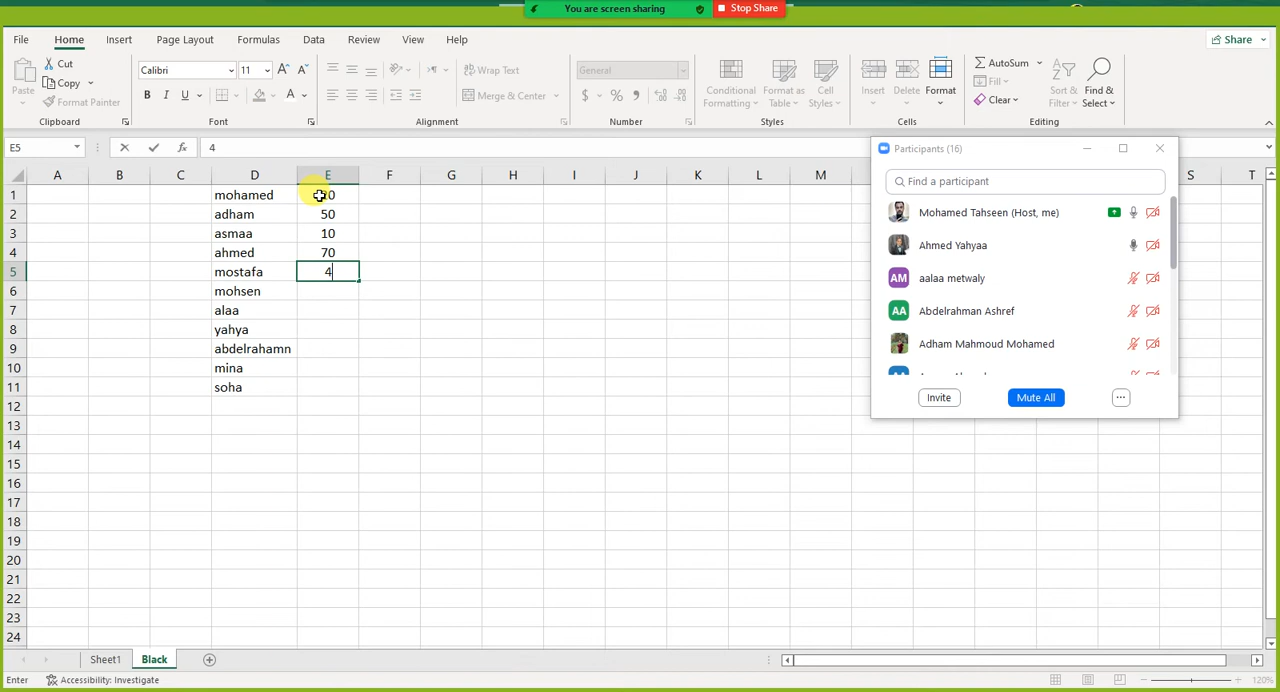 You are screen sharing
Stop Share
File Home Insert Page Layout Formulas Data Review View Help
Share
Paste
Cut
Copy
Format Painter
Clipboard
Calibri 11
B I U
Font
Wrap Text
Merge & Center
Alignment
General
$ % ,
Number
Conditional Formatting
Format as Table
Cell Styles
Styles
Insert
Delete
Format
Cells
AutoSum
Fill
Clear
Sort & Filter
Find & Select
Editing
E5
fx
4
A B C D E F G H I J K L M S T
1 mohamed
2 adham 50
3 asmaa 10
4 ahmed 70
5 mostafa 4
6 mohsen
7 alaa
8 yahya
9 abdelrahamn
10 mina
11 soha
12
13
14
15
16
17
18
19
20
21
22
23
24
Participants (16)
Find a participant
Mohamed Tahseen (Host, me)
Ahmed Yahyaa
AM aalaa metwaly
AA Abdelrahman Ashref
Adham Mahmoud Mohamed
Invite
Mute All
...
Sheet1
Black
Enter
Accessibility: Investigate
120%